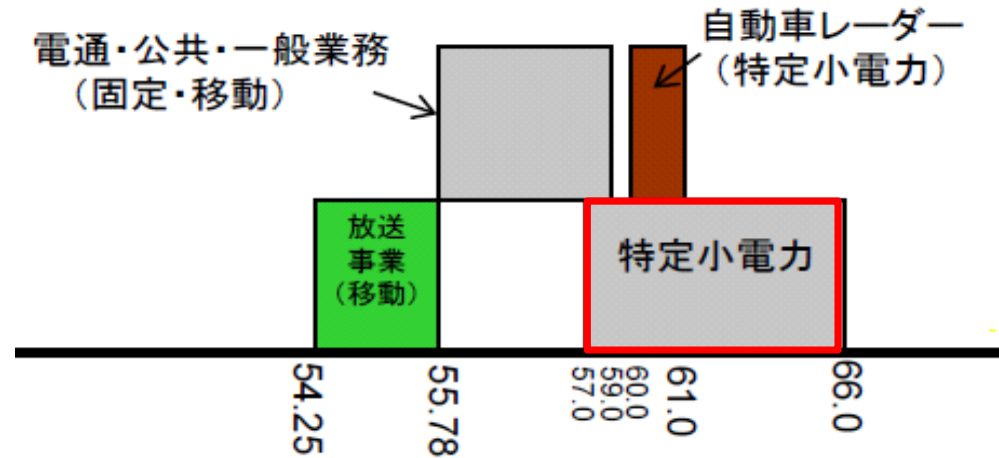 電通・公共・一般業務
（固定・移動）
自動車レーダー
（特定小電力）
放送
事業
（移動）
特定小電力
54.25
55.78
57.0
59.0
60.0
61.0
66.0